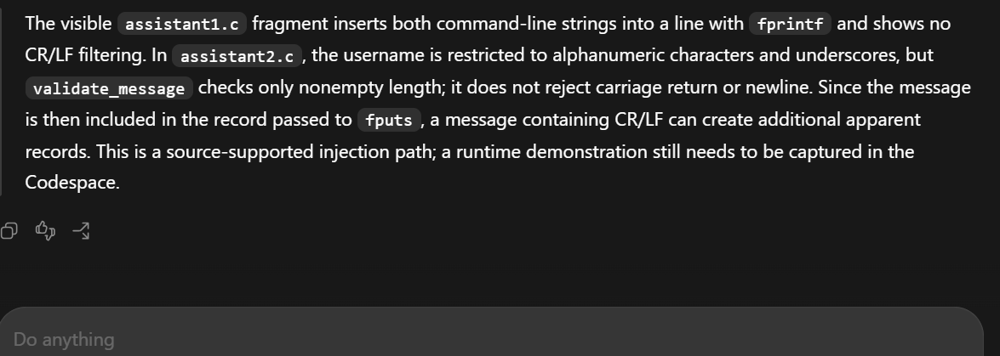 The visible assistant1.c fragment inserts both command-line strings into a line with fprintf and shows no
CR/LF filtering. In assistant2.c, the username is restricted to alphanumeric characters and underscores, but
validate_message checks only nonempty length; it does not reject carriage return or newline. Since the message
is then included in the record passed to fputs, a message containing CR/LF can create additional apparent
records. This is a source-supported injection path; a runtime demonstration still needs to be captured in the
Codespace.
Do anything